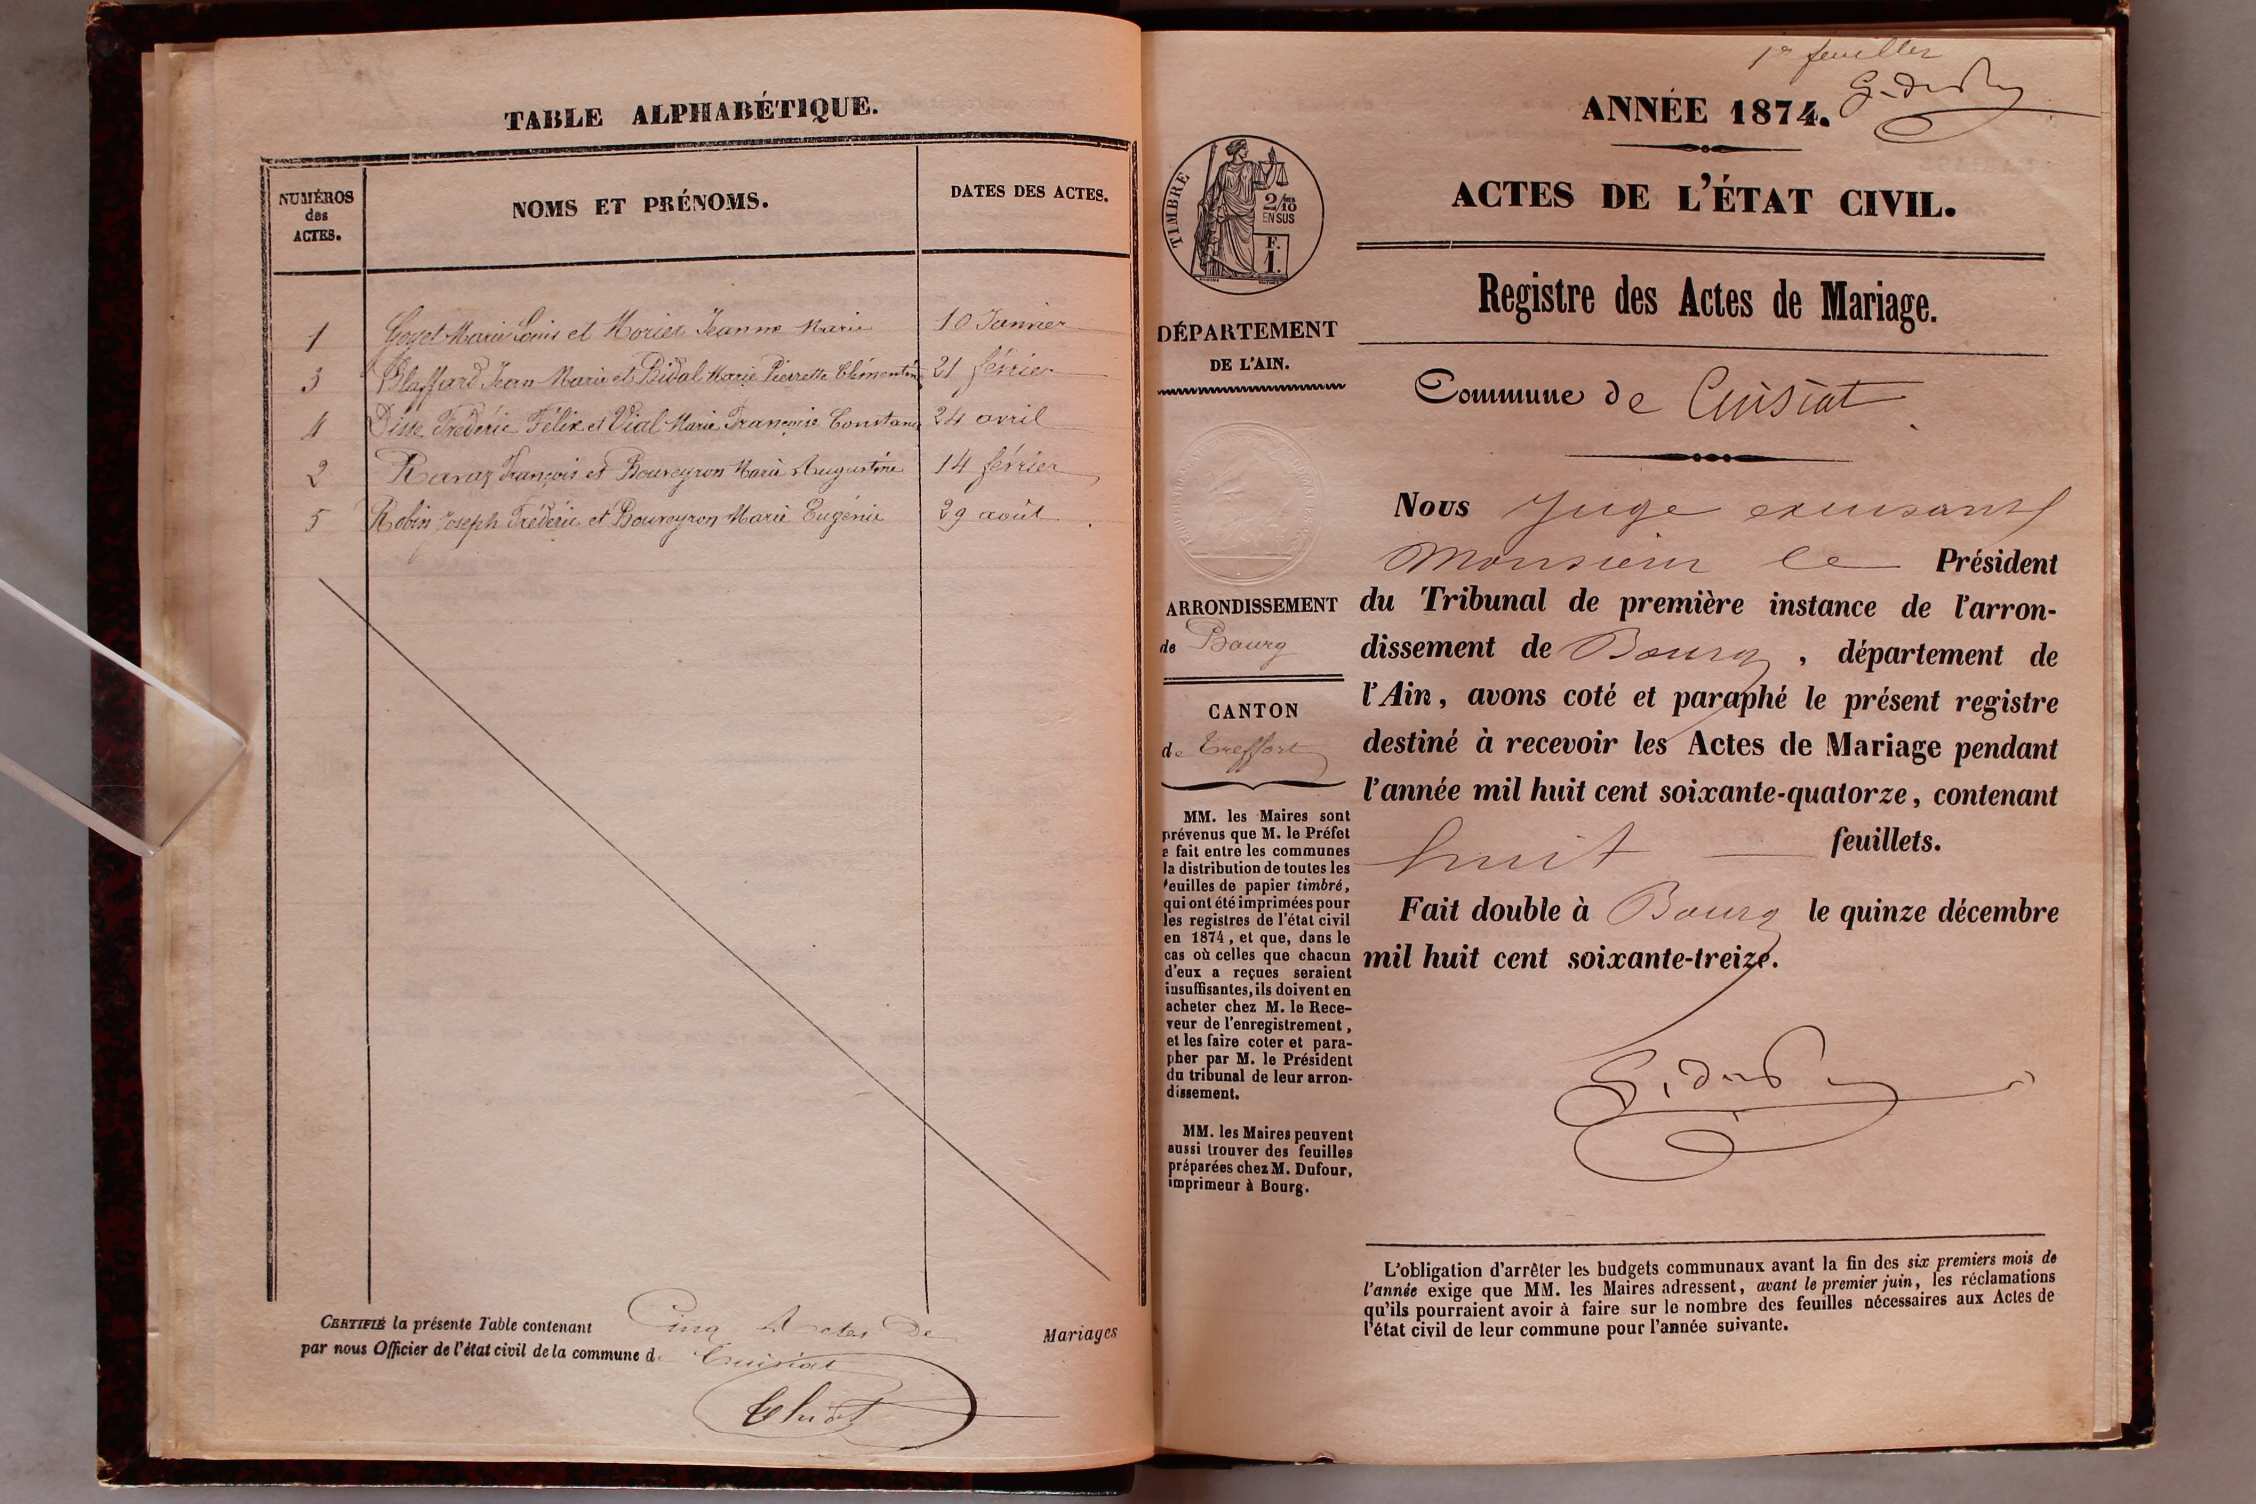 TABLE ALPHABÉTIQUE.
NUMÉROS
des
ACTES.
NOMS ET PRÉNOMS.
DATES DES ACTES.
1 Goyet Marie Louis et Morier Jeanne Marie 10 Janvier
3 Blaffard Jean Marie et Bidal Marie Pierrette Clémentine 21 février
4 Disse Frédéric Félix et Vial Marie Françoise Constance 24 avril
2 Ravaz François et Bouveyron Marie Augustine 14 février
5 Robin Joseph Frédéric et Bouveyron Marie Eugénie 29 août
CERTIFIÉ la présente Table contenant Cinq Actes de Mariages
par nous Officier de l'état civil de la commune de Cuisiat
1er feuillet
ANNÉE 1874.
ACTES DE L'ÉTAT CIVIL.
Registre des Actes de Mariage.
TIMBRE
2/10
EN SUS
F.
1.
DÉPARTEMENT
DE L'AIN.
ARRONDISSEMENT
de Bourg
CANTON
de Treffort
MM. les Maires sont
prévenus que M. le Préfet
a fait entre les communes
la distribution de toutes les
feuilles de papier timbré,
qui ont été imprimées pour
les registres de l'état civil
en 1874, et que, dans le
cas où celles que chacun
d'eux a reçues seraient
insuffisantes, ils doivent en
acheter chez M. le Rece-
veur de l'enregistrement,
et les faire coter et para-
pher par M. le Président
du tribunal de leur arron-
dissement.
MM. les Maires peuvent
aussi trouver des feuilles
préparées chez M. Dufour,
imprimeur à Bourg.
Commune de Cuisiat
Nous Juge excusant
Monsieur le Président
du Tribunal de première instance de l'arron-
dissement de Bourg, département de
l'Ain, avons coté et paraphé le présent registre
destiné à recevoir les Actes de Mariage pendant
l'année mil huit cent soixante-quatorze, contenant
huit feuillets.
Fait double à Bourg le quinze décembre
mil huit cent soixante-treize.
L'obligation d'arrêter les budgets communaux avant la fin des six premiers mois de
l'année exige que MM. les Maires adressent, avant le premier juin, les réclamations
qu'ils pourraient avoir à faire sur le nombre des feuilles nécessaires aux Actes de
l'état civil de leur commune pour l'année suivante.